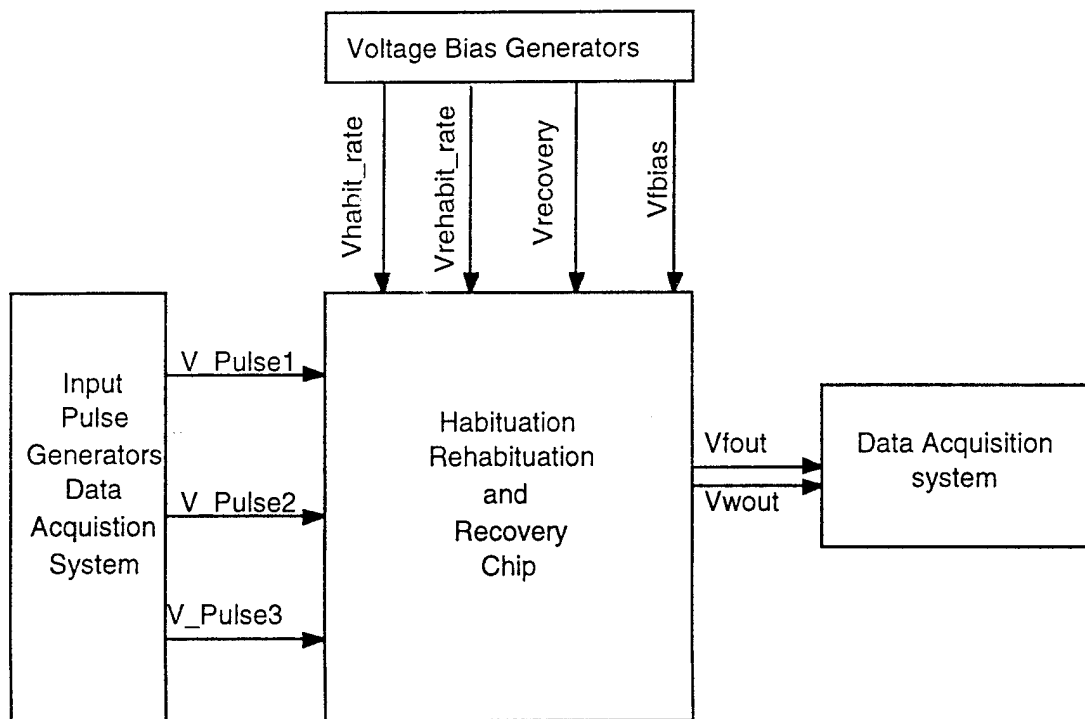 Voltage Bias Generators
Vhabit_rate
Vrehabit_rate
Vrecovery
Vfbias
Input
Pulse
Generators
Data
Acquistion
System
V_Pulse1
V_Pulse2
V_Pulse3
Habituation
Rehabituation
and
Recovery
Chip
Vfout
Vwout
Data Acquisition
system